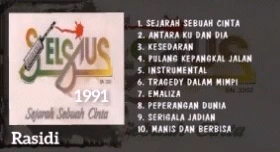 SELSIUS
1991
Sejarah Sebuah Cinta
Rasidi
1. SEJARAH SEBUAH CINTA
2. ANTARA KU DAN DIA
3. KESEDARAN
4. PULANG KEPANGKAL JALAN
5. INSTRUMENTAL
6. TRAGEDY DALAM MIMPI
7. EMALIZA
8. PEPERANGAN DUNIA
9. SERIGALA JADIAN
10. MANIS DAN BERBISA